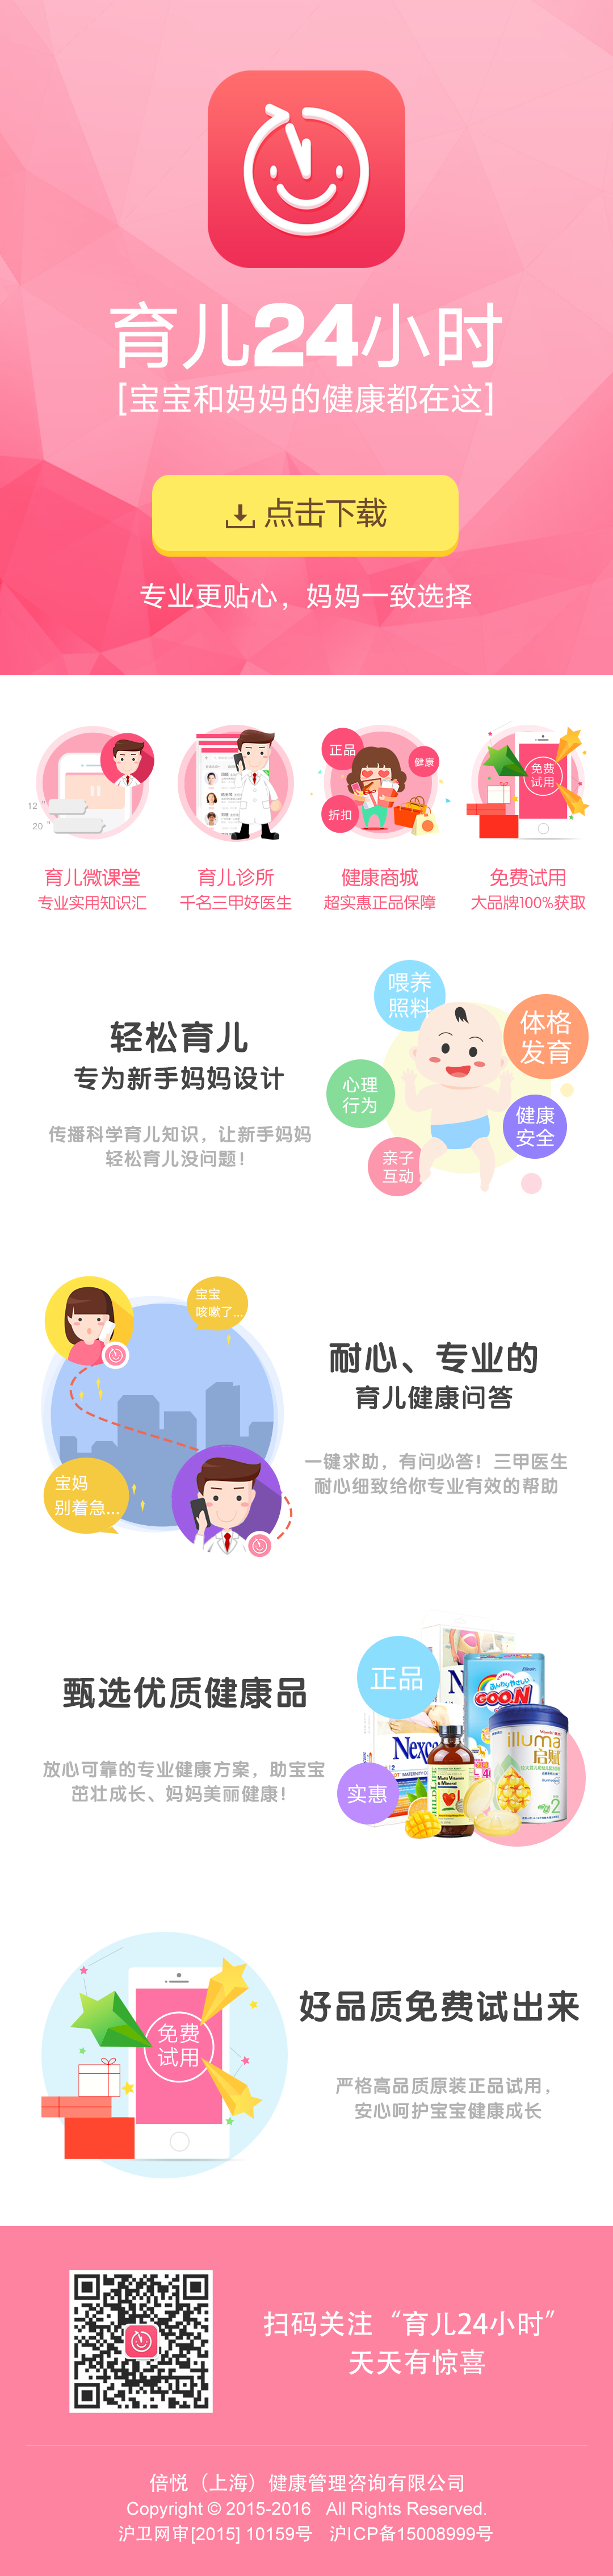 育儿24小时
[宝宝和妈妈的健康都在这]
点击下载
专业更贴心，妈妈一致选择
12 "
20 "
正品
健康
折扣
免费
试用
育儿微课堂
专业实用知识汇
育儿诊所
千名三甲好医生
健康商城
超实惠正品保障
免费试用
大品牌100%获取
轻松育儿
专为新手妈妈设计
传播科学育儿知识，让新手妈妈
轻松育儿没问题！
喂养
照料
体格
发育
心理
行为
健康
安全
亲子
互动
宝宝
咳嗽了...
宝妈
别着急...
耐心、专业的
育儿健康问答
一键求助，有问必答！三甲医生
耐心细致给你专业有效的帮助
甄选优质健康品
放心可靠的专业健康方案，助宝宝
茁壮成长、妈妈美丽健康！
正品
实惠
GOO.N
illuma
启赋
2
Multi Vitamin
& Mineral
免费
试用
好品质免费试出来
严格高品质原装正品试用，
安心呵护宝宝健康成长
扫码关注“育儿24小时”
天天有惊喜
倍悦（上海）健康管理咨询有限公司
Copyright © 2015-2016 All Rights Reserved.
沪卫网审[2015] 10159号 沪ICP备15008999号